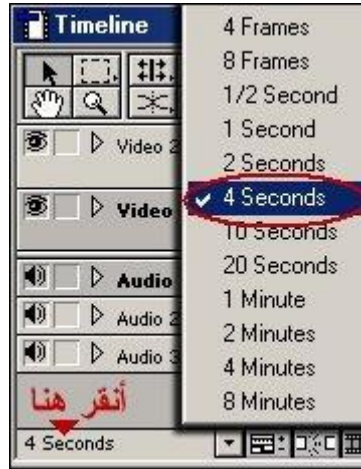 Timeline
Video 2
Video
Audio
Audio 2
Audio 3
أنقر هنا
4 Seconds
4 Frames
8 Frames
1/2 Second
1 Second
2 Seconds
4 Seconds
10 Seconds
20 Seconds
1 Minute
2 Minutes
4 Minutes
8 Minutes